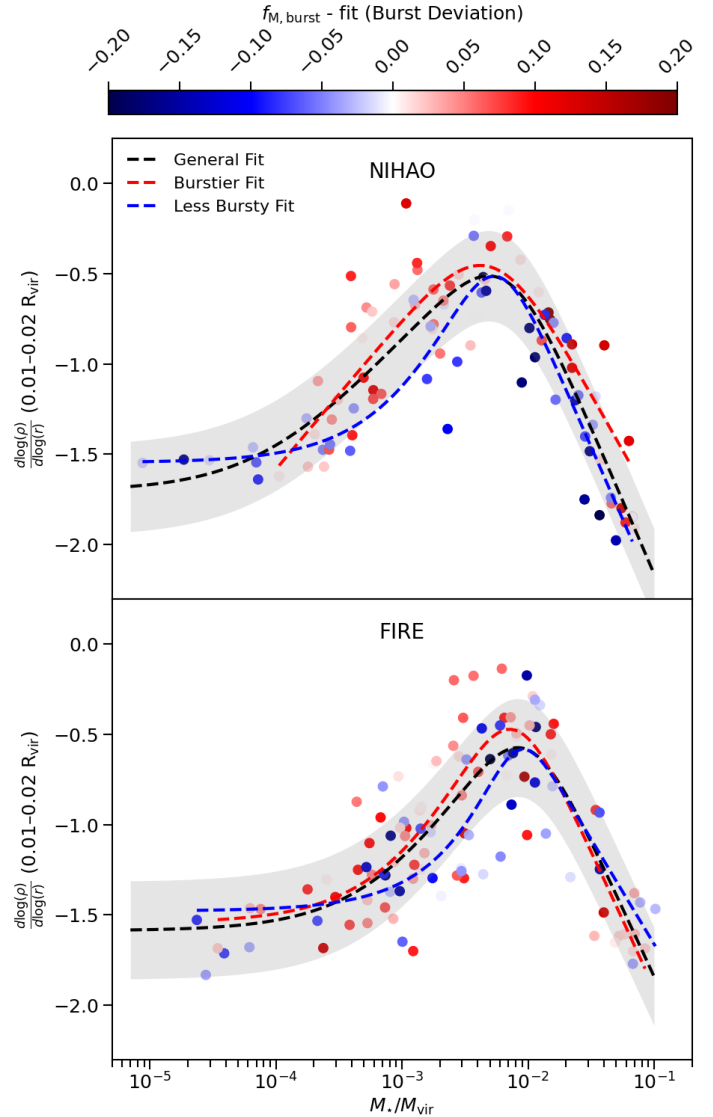 f_M,burst - fit (Burst Deviation)
−0.20 −0.15 −0.10 −0.05 0.00 0.05 0.10 0.15 0.20
General Fit
Burstier Fit
Less Bursty Fit
NIHAO
0.0
−0.5
−1.0
−1.5
−2.0
dlog(ρ)/dlog(r) (0.01–0.02 R_vir)
FIRE
0.0
−0.5
−1.0
−1.5
−2.0
dlog(ρ)/dlog(r) (0.01–0.02 R_vir)
10^−5 10^−4 10^−3 10^−2 10^−1
M⋆/M_vir